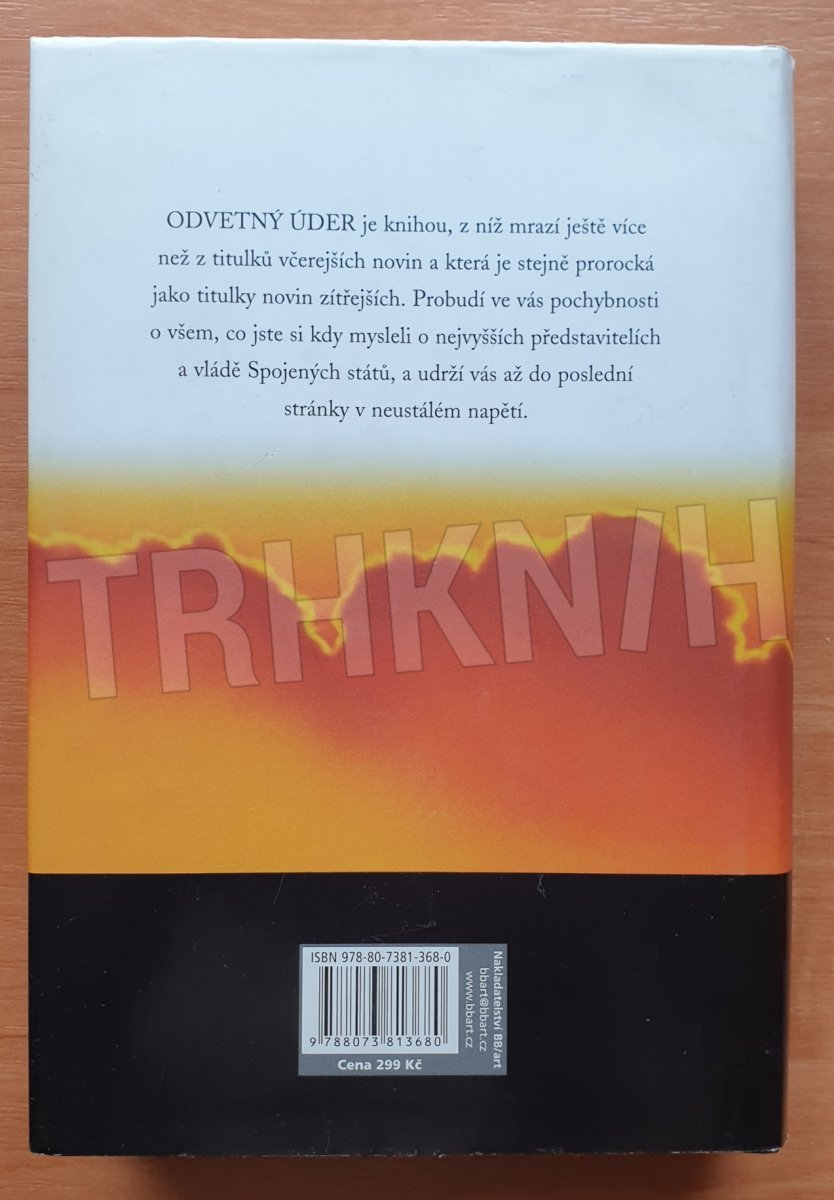 ODVETNÝ ÚDER je knihou, z níž mrazí ještě více
než z titulků včerejších novin a která je stejně prorocká
jako titulky novin zítřejších. Probudí ve vás pochybnosti
o všem, co jste si kdy mysleli o nejvyšších představitelích
a vládě Spojených států, a udrží vás až do poslední
stránky v neustálém napětí.
TRHKN/H
ISBN 978-80-7381-368-0
9 788073 813680
Cena 299 Kč
Nakladatelství BB/art
bbart@bbart.cz
www.bbart.cz